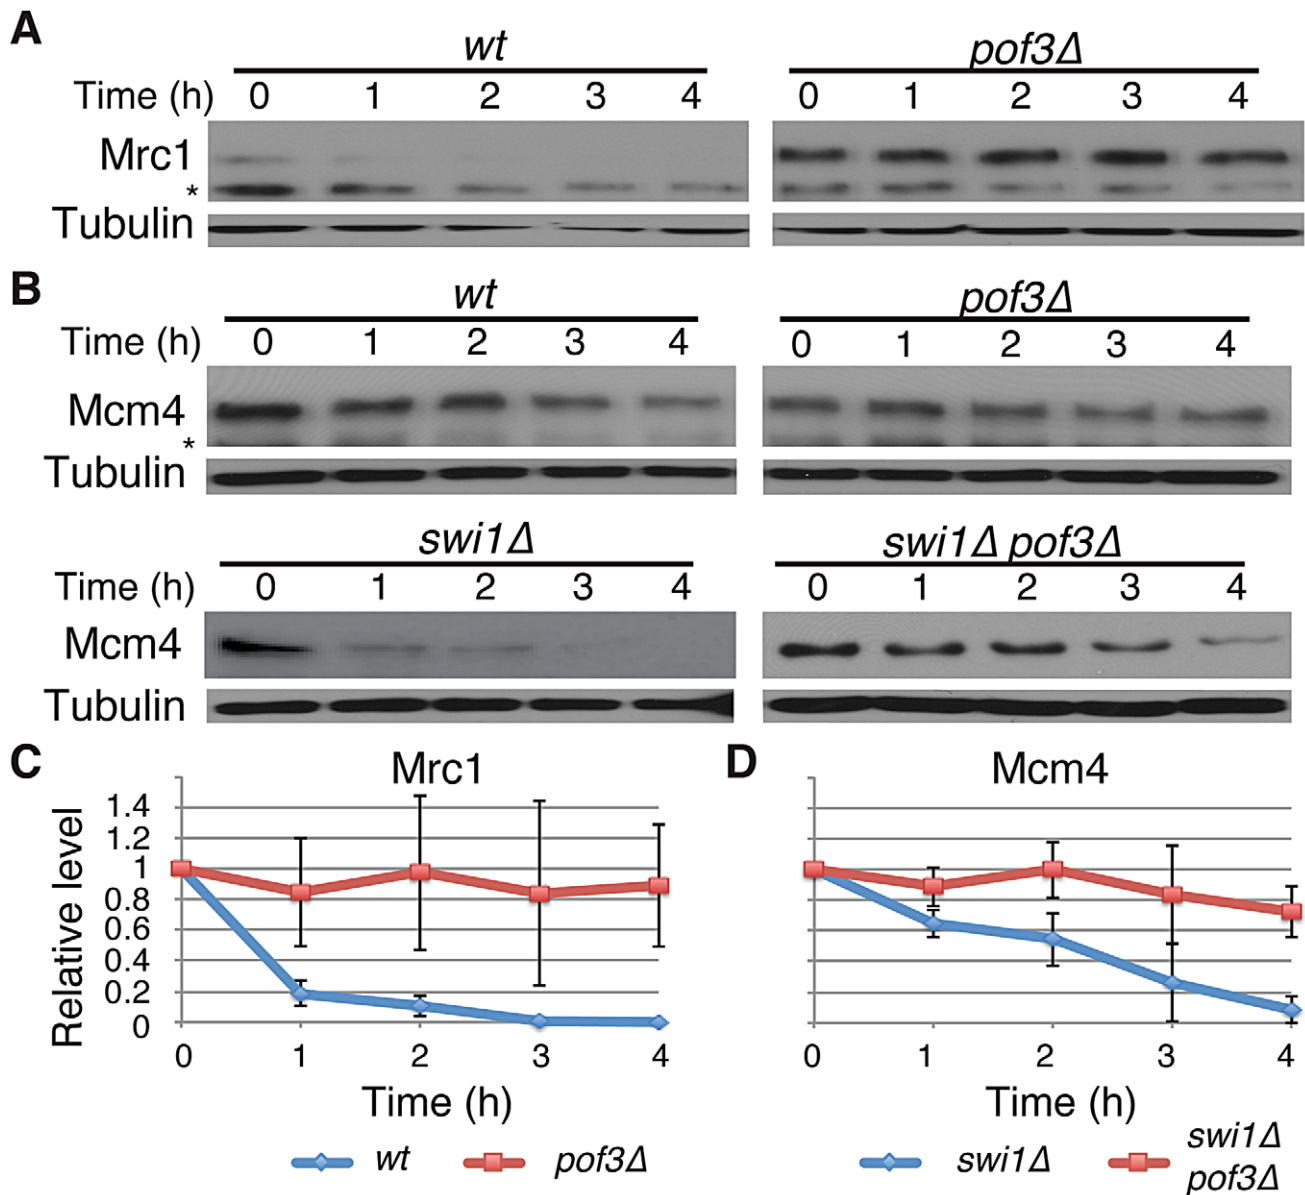 A
wt
pof3Δ
Time (h) 0 1 2 3 4 0 1 2 3 4
Mrc1
*
Tubulin
B
wt
pof3Δ
Time (h) 0 1 2 3 4 0 1 2 3 4
Mcm4
*
Tubulin
swi1Δ
swi1Δ pof3Δ
Time (h) 0 1 2 3 4 0 1 2 3 4
Mcm4
Tubulin
C
Mrc1
Relative level
1.4
1.2
1
0.8
0.6
0.4
0.2
0
0 1 2 3 4
Time (h)
wt pof3Δ
D
Mcm4
0 1 2 3 4
Time (h)
swi1Δ
swi1Δ
pof3Δ